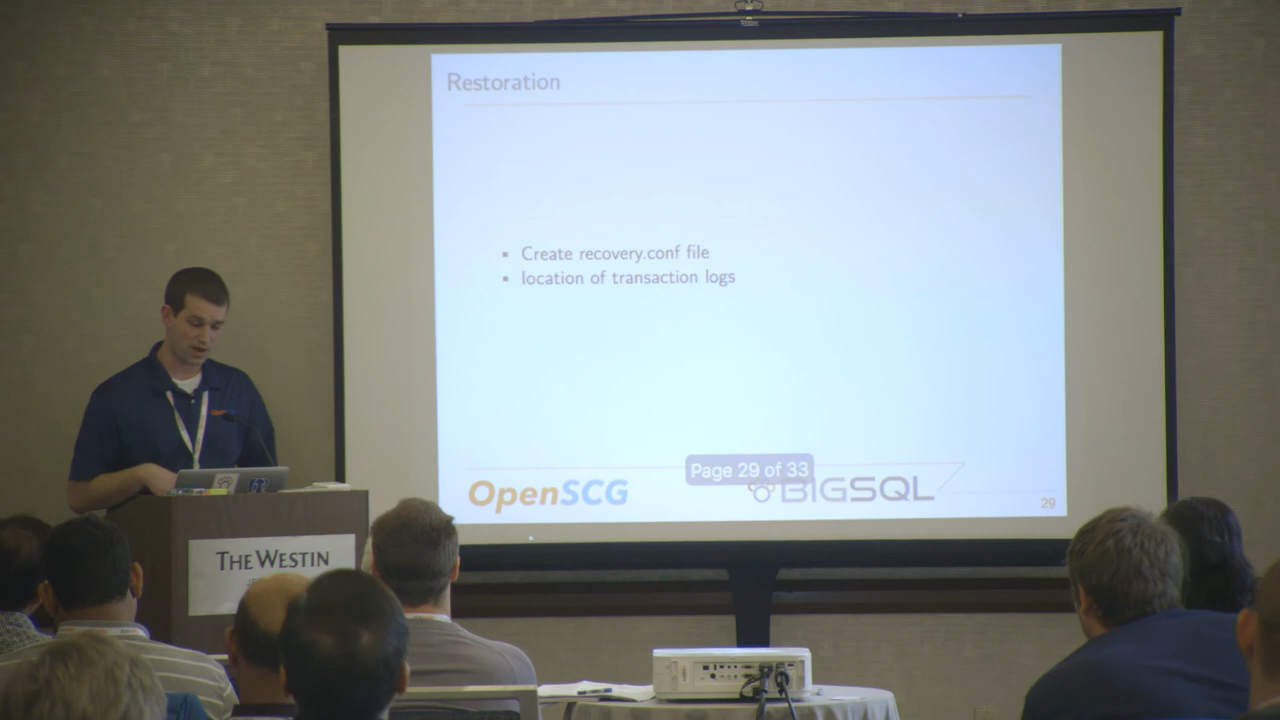 Restoration
Create recovery.conf file
location of transaction logs
Page 29 of 33
OpenSCG
BIGSQL
29
THE WESTIN